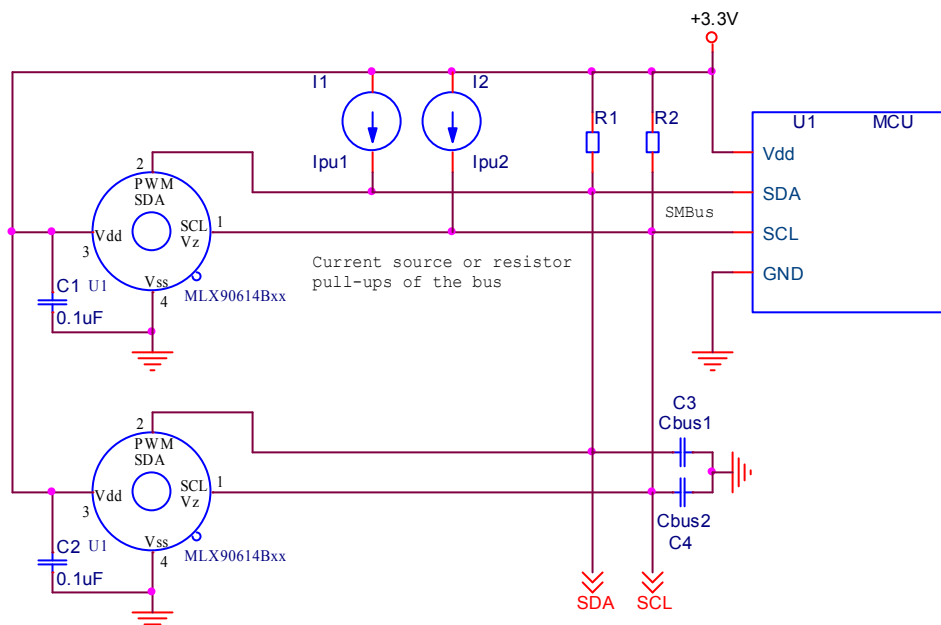 +3.3V
I1
I2
R1
R2
U1
MCU
Ipu1
Ipu2
Vdd
SDA
SCL
GND
SMBus
2
PWM
SDA
SCL
Vz
1
Vdd
3
Vss
4
C1
U1
0.1uF
MLX90614Bxx
Current source or resistor
pull-ups of the bus
2
PWM
SDA
SCL
Vz
1
Vdd
3
Vss
4
C2
U1
0.1uF
MLX90614Bxx
C3
Cbus1
Cbus2
C4
SDA
SCL